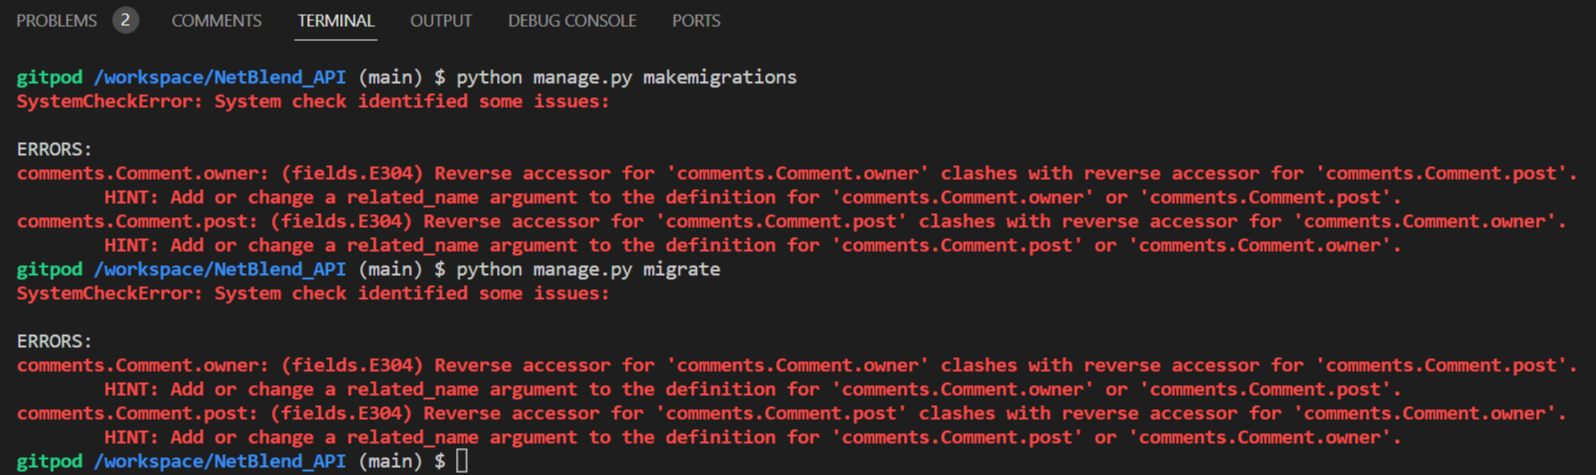 PROBLEMS 2 COMMENTS TERMINAL OUTPUT DEBUG CONSOLE PORTS
gitpod /workspace/NetBlend_API (main) $ python manage.py makemigrations
SystemCheckError: System check identified some issues:
ERRORS:
comments.Comment.owner: (fields.E304) Reverse accessor for 'comments.Comment.owner' clashes with reverse accessor for 'comments.Comment.post'.
HINT: Add or change a related_name argument to the definition for 'comments.Comment.owner' or 'comments.Comment.post'.
comments.Comment.post: (fields.E304) Reverse accessor for 'comments.Comment.post' clashes with reverse accessor for 'comments.Comment.owner'.
HINT: Add or change a related_name argument to the definition for 'comments.Comment.post' or 'comments.Comment.owner'.
gitpod /workspace/NetBlend_API (main) $ python manage.py migrate
SystemCheckError: System check identified some issues:
ERRORS:
comments.Comment.owner: (fields.E304) Reverse accessor for 'comments.Comment.owner' clashes with reverse accessor for 'comments.Comment.post'.
HINT: Add or change a related_name argument to the definition for 'comments.Comment.owner' or 'comments.Comment.post'.
comments.Comment.post: (fields.E304) Reverse accessor for 'comments.Comment.post' clashes with reverse accessor for 'comments.Comment.owner'.
HINT: Add or change a related_name argument to the definition for 'comments.Comment.post' or 'comments.Comment.owner'.
gitpod /workspace/NetBlend_API (main) $